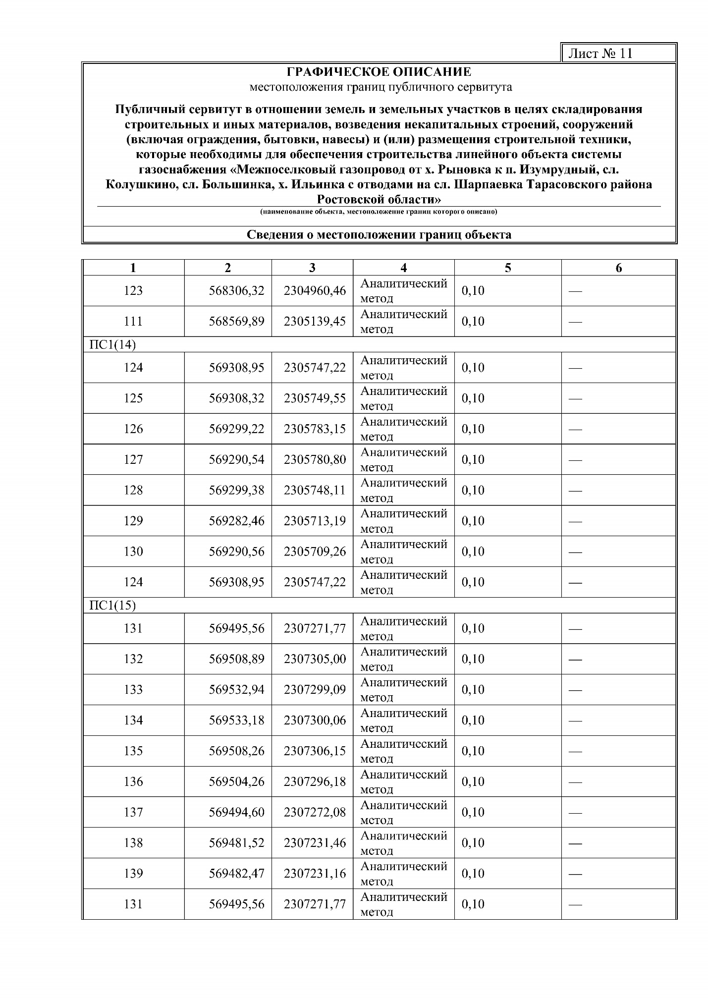 Лист № 11
ГРАФИЧЕСКОЕ ОПИСАНИЕ
местоположения границ публичного сервитута
Публичный сервитут в отношении земель и земельных участков в целях складирования
строительных и иных материалов, возведения некапитальных строений, сооружений
(включая ограждения, бытовки, навесы) и (или) размещения строительной техники,
которые необходимы для обеспечения строительства линейного объекта системы
газоснабжения «Межпоселковый газопровод от х. Рыновка к п. Изумрудный, сл.
Колушкино, сл. Большинка, х. Ильинка с отводами на сл. Шарпаевка Тарасовского района
Ростовской области»
(наименование объекта, местоположение границ которого описано)
Сведения о местоположении границ объекта
1 2 3 4 5 6
123 568306,32 2304960,46 Аналитический метод 0,10 —
111 568569,89 2305139,45 Аналитический метод 0,10 —
ПС1(14)
124 569308,95 2305747,22 Аналитический метод 0,10 —
125 569308,32 2305749,55 Аналитический метод 0,10 —
126 569299,22 2305783,15 Аналитический метод 0,10 —
127 569290,54 2305780,80 Аналитический метод 0,10 —
128 569299,38 2305748,11 Аналитический метод 0,10 —
129 569282,46 2305713,19 Аналитический метод 0,10 —
130 569290,56 2305709,26 Аналитический метод 0,10 —
124 569308,95 2305747,22 Аналитический метод 0,10 —
ПС1(15)
131 569495,56 2307271,77 Аналитический метод 0,10 —
132 569508,89 2307305,00 Аналитический метод 0,10 —
133 569532,94 2307299,09 Аналитический метод 0,10 —
134 569533,18 2307300,06 Аналитический метод 0,10 —
135 569508,26 2307306,15 Аналитический метод 0,10 —
136 569504,26 2307296,18 Аналитический метод 0,10 —
137 569494,60 2307272,08 Аналитический метод 0,10 —
138 569481,52 2307231,46 Аналитический метод 0,10 —
139 569482,47 2307231,16 Аналитический метод 0,10 —
131 569495,56 2307271,77 Аналитический метод 0,10 —